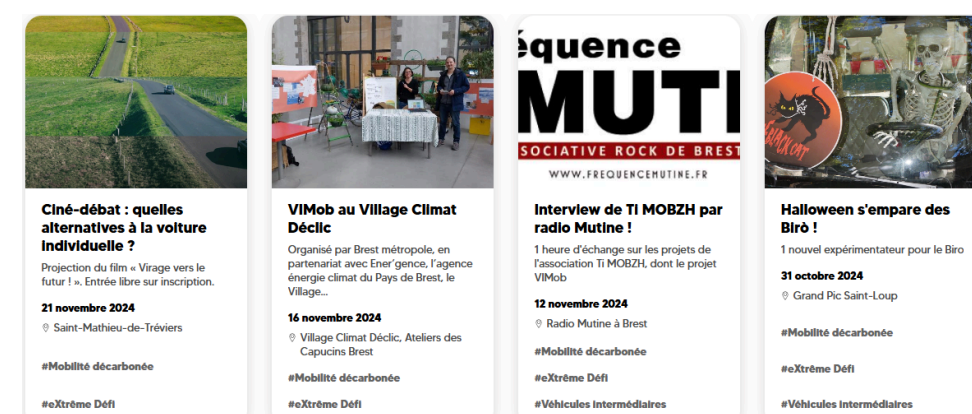 équence
MUTI
SOCIATIVE ROCK DE BREST
WWW.FREQUENCEMUTINE.FR
BLACK CAT
Ciné-débat : quelles
alternatives à la voiture
individuelle ?
Projection du film « Virage vers le
futur ! ». Entrée libre sur inscription.
21 novembre 2024
Saint-Mathieu-de-Tréviers
#Mobilité décarbonée
#eXtrême Défi
VIMob au Village Climat
Déclic
Organisé par Brest métropole, en
partenariat avec Ener'gence, l'agence
énergie climat du Pays de Brest, le
Village...
16 novembre 2024
Village Climat Déclic, Ateliers des
Capucins Brest
#Mobilité décarbonée
#eXtrême Défi
Interview de Ti MOBZH par
radio Mutine !
1 heure d'échange sur les projets de
l'association Ti MOBZH, dont le projet
VIMob
12 novembre 2024
Radio Mutine à Brest
#Mobilité décarbonée
#eXtrême Défi
#Véhicules intermédiaires
Halloween s'empare des
Birò !
1 nouvel expérimentateur pour le Biro
31 octobre 2024
Grand Pic Saint-Loup
#Mobilité décarbonée
#eXtrême Défi
#Véhicules intermédiaires